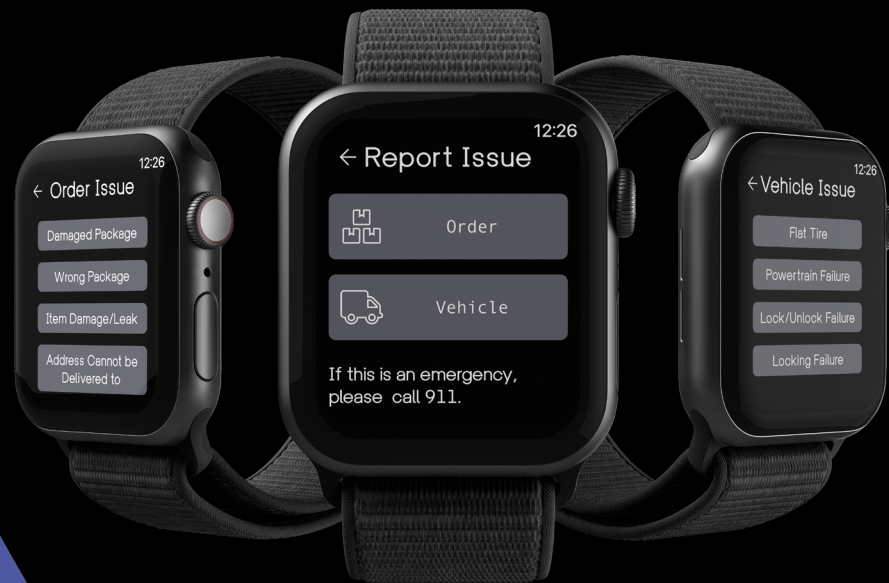 12:26
← Order Issue
Damaged Package
Wrong Package
Item Damage/Leak
Address Cannot be
Delivered to
12:26
← Report Issue
Order
Vehicle
If this is an emergency,
please call 911.
12:26
← Vehicle Issue
Flat Tire
Powertrain Failure
Lock/Unlock Failure
Locking Failure